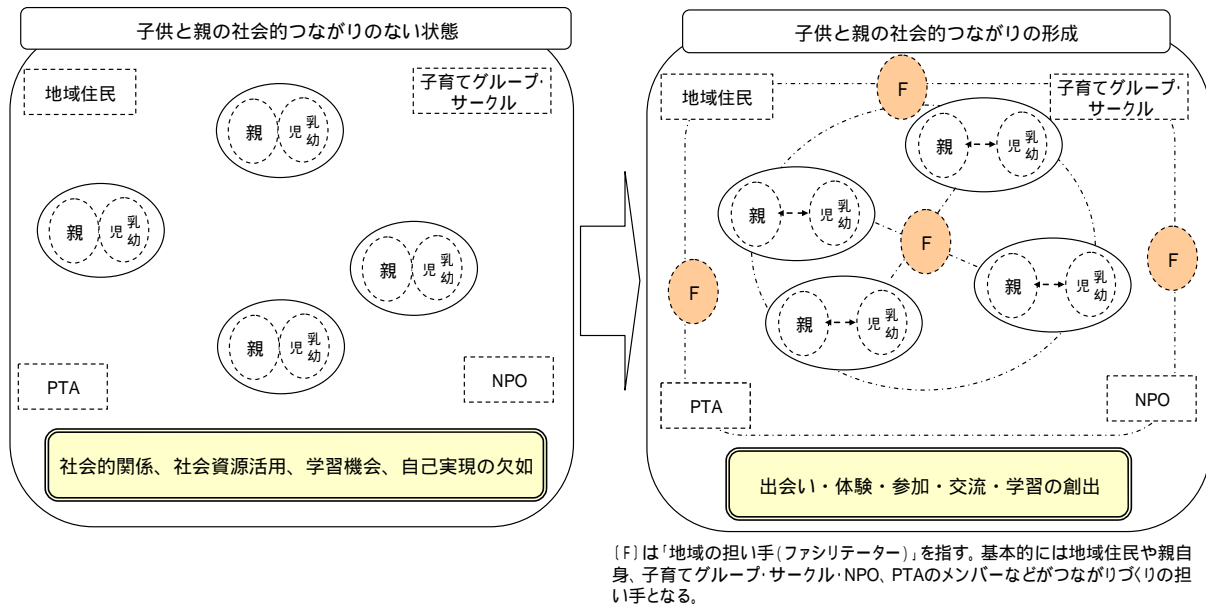 子供と親の社会的つながりのない状態
地域住民
子育てグループ・
サークル
親 乳幼児
親 乳幼児
親 乳幼児
親 乳幼児
PTA
NPO
社会的関係、社会資源活用、学習機会、自己実現の欠如
子供と親の社会的つながりの形成
地域住民
F
子育てグループ・
サークル
親 乳幼児
親 乳幼児
F
F
F
親 乳幼児
親 乳幼児
PTA
NPO
出会い・体験・参加・交流・学習の創出
[F]は「地域の担い手(ファシリテーター)」を指す。基本的には地域住民や親自
身、子育てグループ・サークル・NPO、PTAのメンバーなどがつながりづくりの担
い手となる。